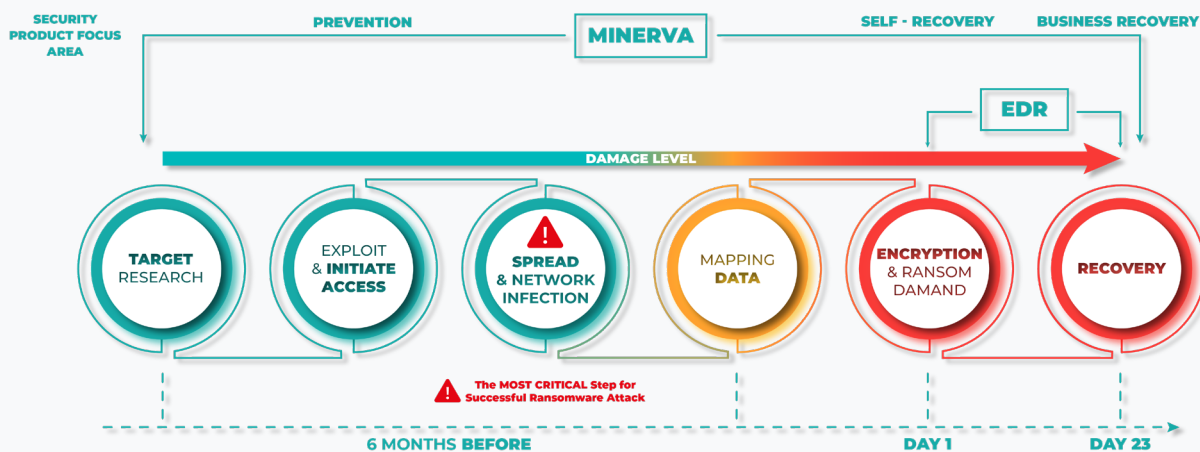 SECURITY
PRODUCT FOCUS
AREA
PREVENTION
MINERVA
SELF - RECOVERY
BUSINESS RECOVERY
EDR
DAMAGE LEVEL
TARGET
RESEARCH
EXPLOIT
& INITIATE
ACCESS
SPREAD
& NETWORK
INFECTION
MAPPING
DATA
ENCRYPTION
& RANSOM
DAMAND
RECOVERY
The MOST CRITICAL Step for
Successful Ransomware Attack
6 MONTHS BEFORE
DAY 1
DAY 23